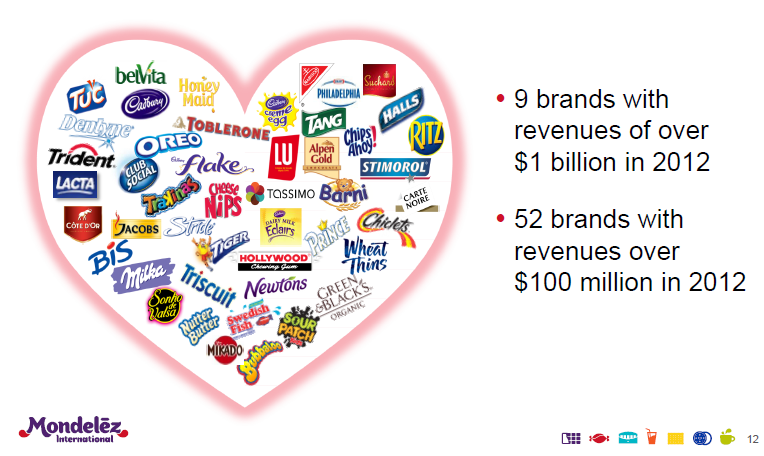 belVita
TUC
Cadbury
Honey
Maid
Nabisco
PHILADELPHIA
Suchard
Dentyne
TOBLERONE
Cadbury
creme
egg
TANG
HALLS
Trident
OREO
Chips
Ahoy!
RITZ
CLUB
SOCIAL
Cadbury
flake
LU
Alpen
Gold
STIMOROL
LACTA
Trakinas
CHEESE
NiPS
TASSIMO
Barni
CARTE
NOIRE
CÔTE D'OR
JACOBS
Stride
Cadbury
DAIRY MILK
Eclairs
PRINCE
Chiclets
BIS
TIGER
HOLLYWOOD
Chewing Gum
Wheat
Thins
Milka
Triscuit
Newtons
GREEN
&BLACK'S
ORGANIC
Sonho
de
Valsa
Nutter
Butter
Swedish
Fish
SOUR
PATCH
MIKADO
Bubbaloo
• 9 brands with
revenues of over
$1 billion in 2012
• 52 brands with
revenues over
$100 million in 2012
Mondelēz
International
12